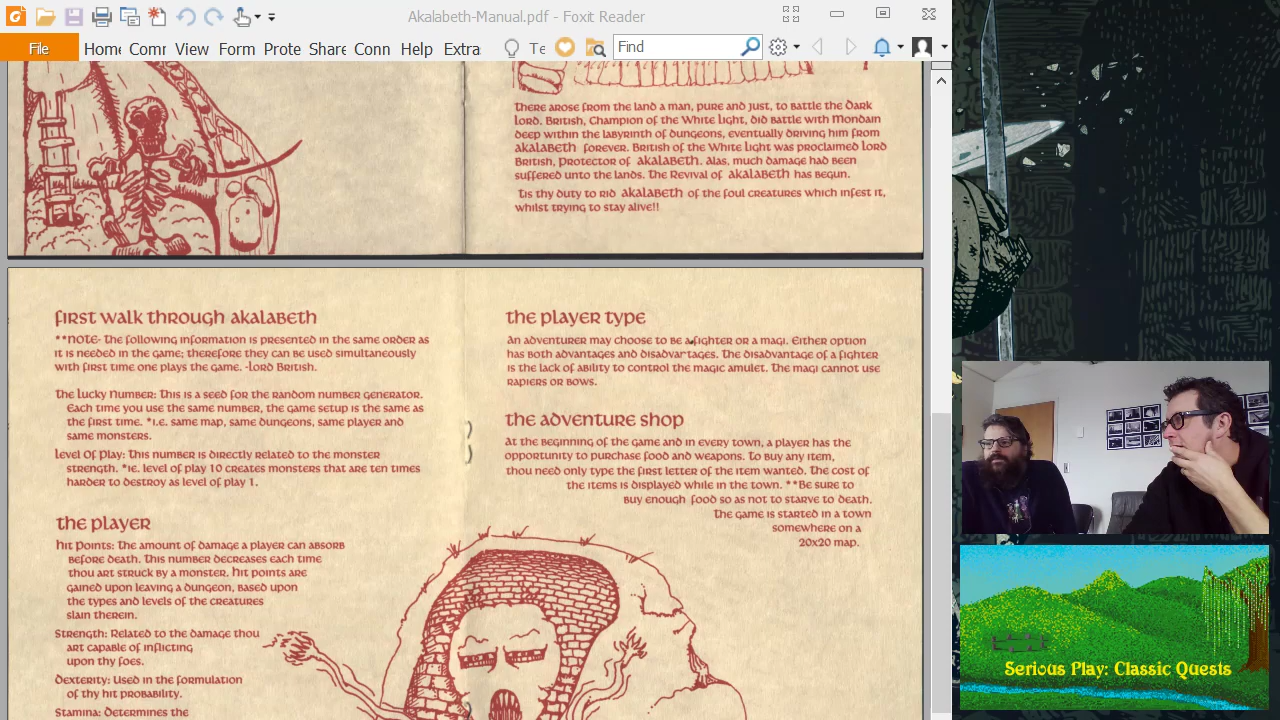 Akalabeth-Manual.pdf - Foxit Reader
File Home Comm View Form Prote Share Conn Help Extra Te Find
There arose from the land a man, pure and just, to battle the Dark
Lord. British, Champion of the White Light, did battle with Mondain
deep within the labyrinth of dungeons, eventually driving him from
akalabeth forever. British of the White Light was proclaimed Lord
British, Protector of akalabeth. Alas, much damage had been
suffered unto the lands. The Revival of akalabeth has begun.
'Tis thy duty to rid akalabeth of the foul creatures which infest it,
whilst trying to stay alive!!
first walk through akalabeth
**NOTE- The following information is presented in the same order as
it is needed in the game; therefore they can be used simultaneously
with first time one plays the game. -Lord British.
The Lucky Number: This is a seed for the random number generator.
Each time you use the same number, the game setup is the same as
the first time. *i.e. same map, same dungeons, same player and
same monsters.
Level of Play: This number is directly related to the monster
strength. *ie. level of play 10 creates monsters that are ten times
harder to destroy as level of play 1.
the player
Hit Points: The amount of damage a player can absorb
before death. This number decreases each time
thou art struck by a monster. Hit points are
gained upon leaving a dungeon, based upon
the types and levels of the creatures
slain therein.
Strength: Related to the damage thou
art capable of inflicting
upon thy foes.
Dexterity: Used in the formulation
of thy hit probability.
Stamina: Determines the
the player type
An adventurer may choose to be a fighter or a magi. Either option
has both advantages and disadvantages. The disadvantage of a fighter
is the lack of ability to control the magic amulet. The magi cannot use
rapiers or bows.
the adventure shop
At the beginning of the game and in every town, a player has the
opportunity to purchase food and weapons. To buy any item,
thou need only type the first letter of the item wanted. The cost of
the items is displayed while in the town. **Be sure to
buy enough food so as not to starve to death.
The game is started in a town
somewhere on a
20x20 map.
Serious Play: Classic Quests